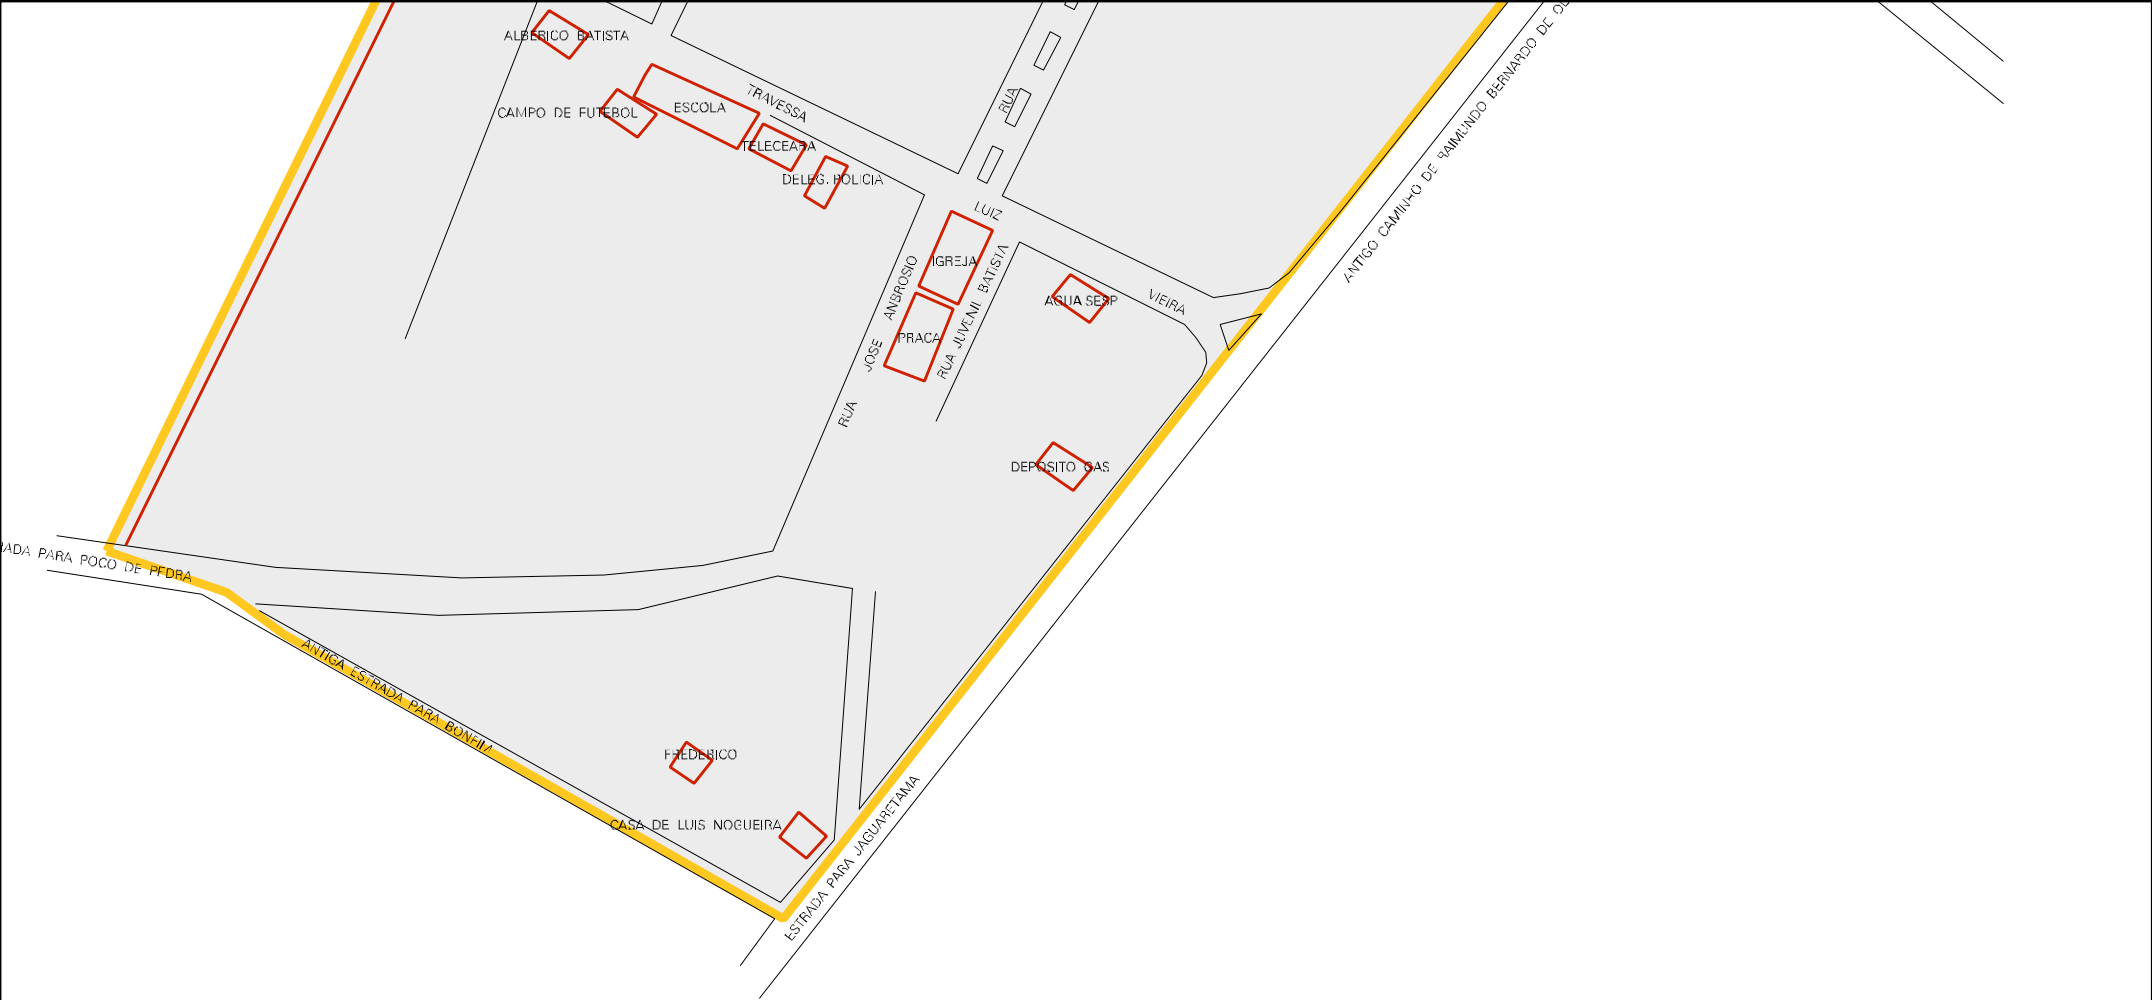 ALBERICO BATISTA
ANTIGO CAMINHO DE RAIMUNDO BERNARDO DE
CAMPO DE FUTEBOL
ESCOLA
TRAVESSA
RUA
TELECEARA
DELEG. POLICIA
LUIZ
IGREJA
RUA JOSE ANBROSIO
RUA JUVENIL BATISTA
AGUA SESP
VIEIRA
PRACA
DEPOSITO GAS
PARA POCO DE PEDRA
ANTIGA ESTRADA PARA BONFIM
FREDERICO
CASA DE LUIS NOGUEIRA
ESTRADA PARA JAGUARETAMA